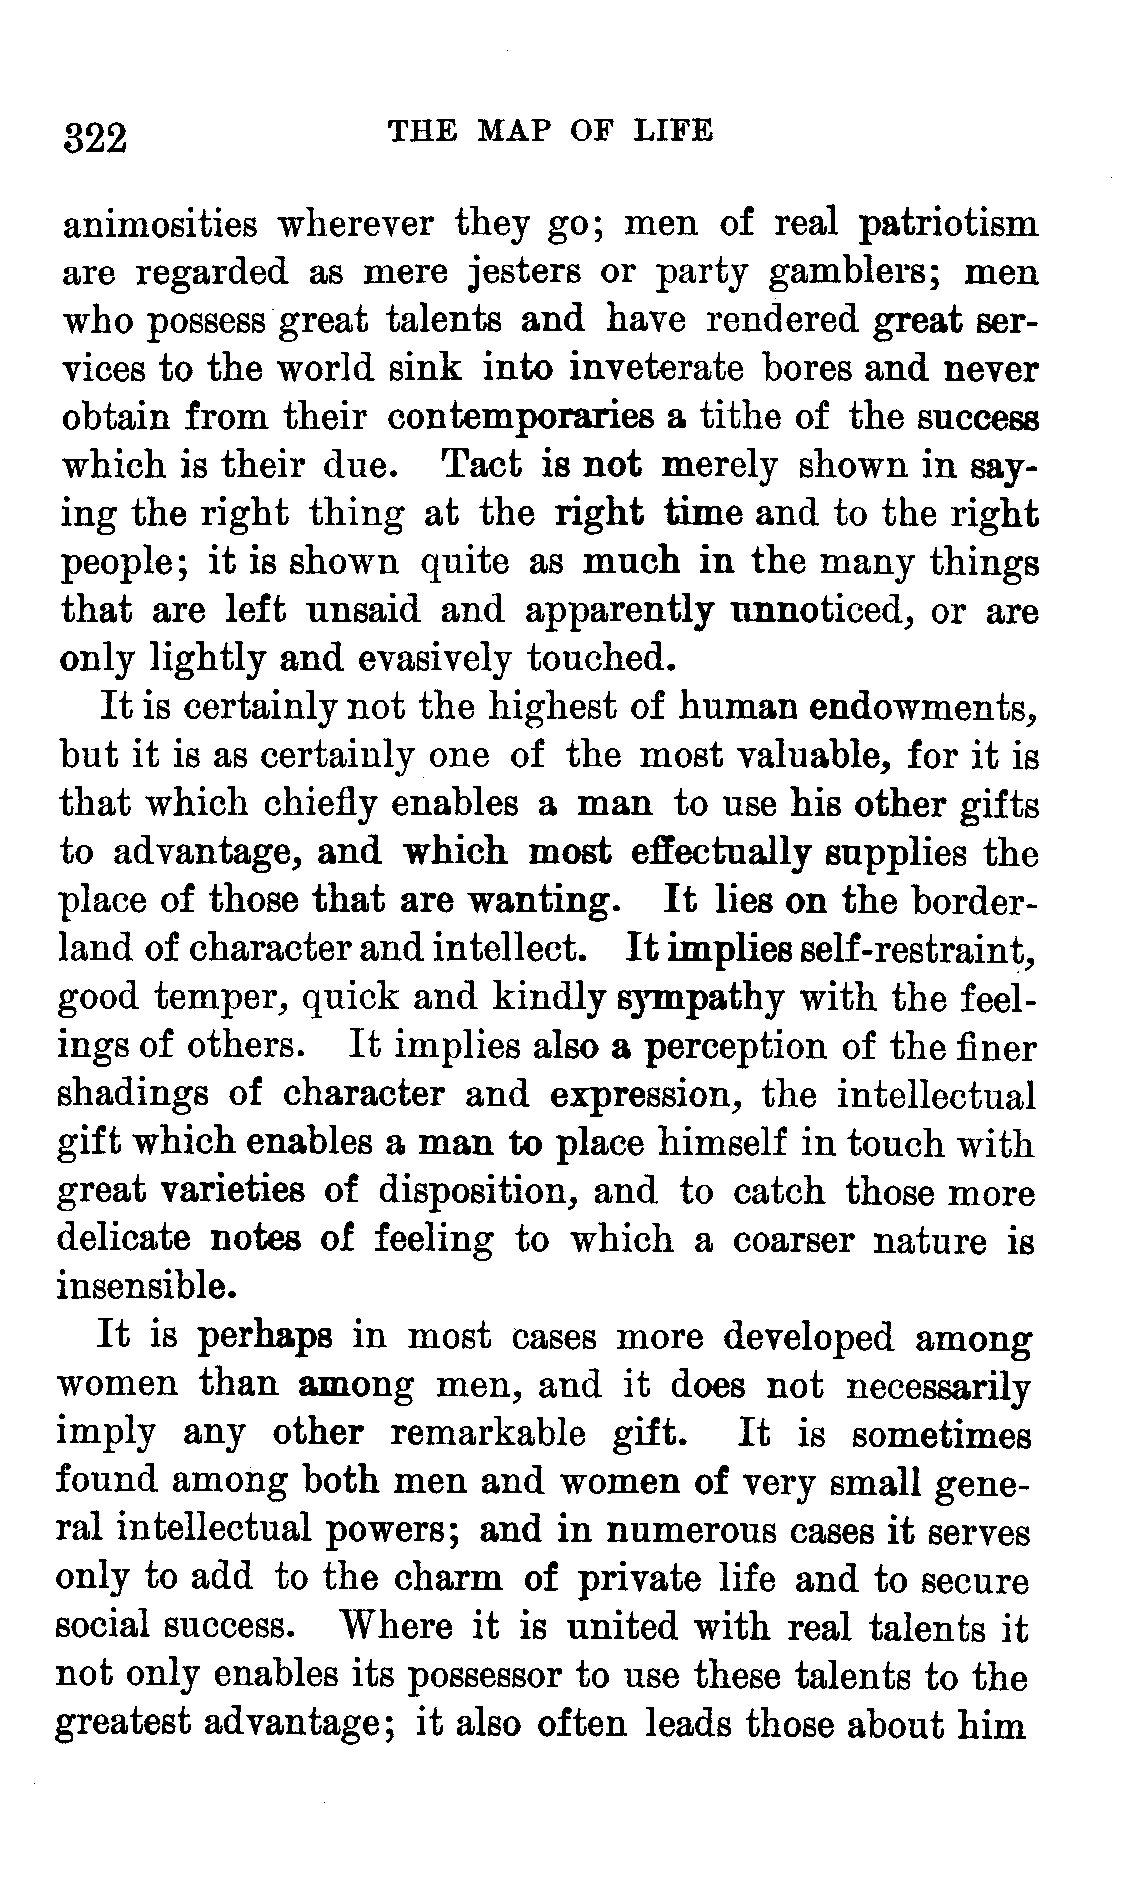 322 THE MAP OF LIFE
animosities wherever they go; men of real patriotism
are regarded as mere jesters or party gamblers; men
who possess great talents and have rendered great ser-
vices to the world sink into inveterate bores and never
obtain from their contemporaries a tithe of the success
which is their due. Tact is not merely shown in say-
ing the right thing at the right time and to the right
people; it is shown quite as much in the many things
that are left unsaid and apparently unnoticed, or are
only lightly and evasively touched.
It is certainly not the highest of human endowments,
but it is as certainly one of the most valuable, for it is
that which chiefly enables a man to use his other gifts
to advantage, and which most effectually supplies the
place of those that are wanting. It lies on the border-
land of character and intellect. It implies self-restraint,
good temper, quick and kindly sympathy with the feel-
ings of others. It implies also a perception of the finer
shadings of character and expression, the intellectual
gift which enables a man to place himself in touch with
great varieties of disposition, and to catch those more
delicate notes of feeling to which a coarser nature is
insensible.
It is perhaps in most cases more developed among
women than among men, and it does not necessarily
imply any other remarkable gift. It is sometimes
found among both men and women of very small gene-
ral intellectual powers; and in numerous cases it serves
only to add to the charm of private life and to secure
social success. Where it is united with real talents it
not only enables its possessor to use these talents to the
greatest advantage; it also often leads those about him